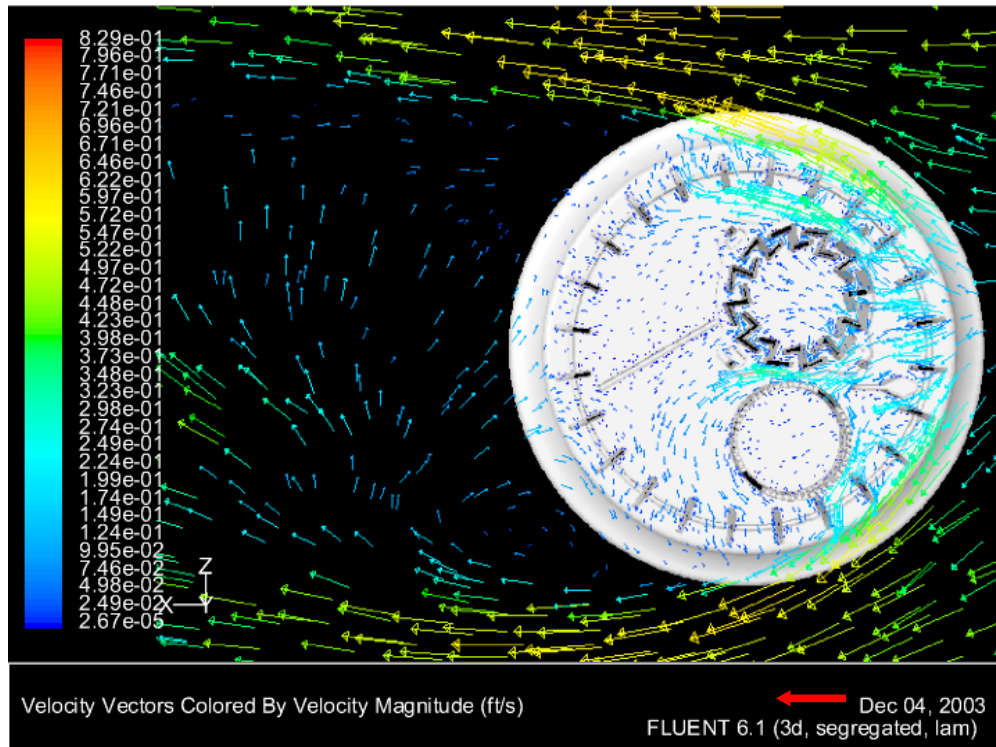 8.29e-01
7.96e-01
7.71e-01
7.46e-01
7.21e-01
6.96e-01
6.71e-01
6.46e-01
6.22e-01
5.97e-01
5.72e-01
5.47e-01
5.22e-01
4.97e-01
4.72e-01
4.48e-01
4.23e-01
3.98e-01
3.73e-01
3.48e-01
3.23e-01
2.98e-01
2.73e-01
2.49e-01
2.24e-01
1.99e-01
1.74e-01
1.49e-01
1.24e-01
9.95e-02
7.46e-02
4.98e-02
2.49e-02
2.67e-05
Z
X
Y
Velocity Vectors Colored By Velocity Magnitude (ft/s)
Dec 04, 2003
FLUENT 6.1 (3d, segregated, lam)